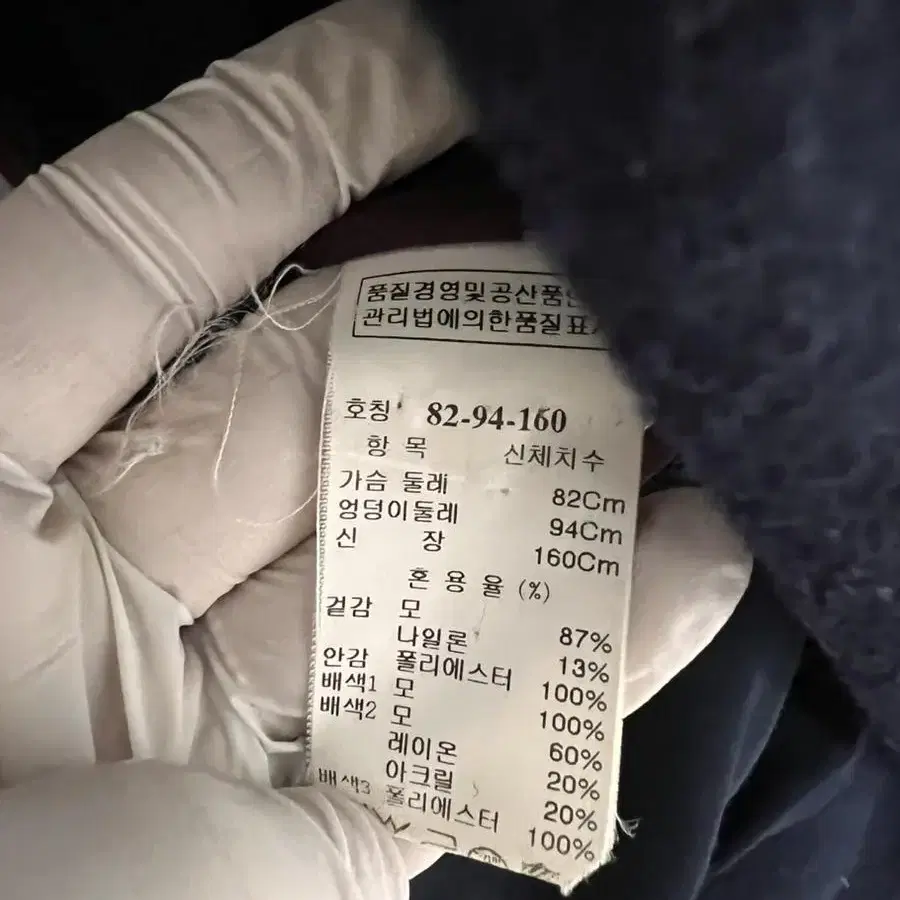 품질경영및공산품안
관리법에의한품질표시
호칭 82-94-160
항 목 신체치수
가슴 둘레 82Cm
엉덩이둘레 94Cm
신 장 160Cm
혼 용 율 (%)
겉감 모 87%
나일론 13%
안감 폴리에스터 100%
배색1 모 100%
배색2 모 60%
레이온 20%
아크릴 20%
배색3 폴리에스터 100%